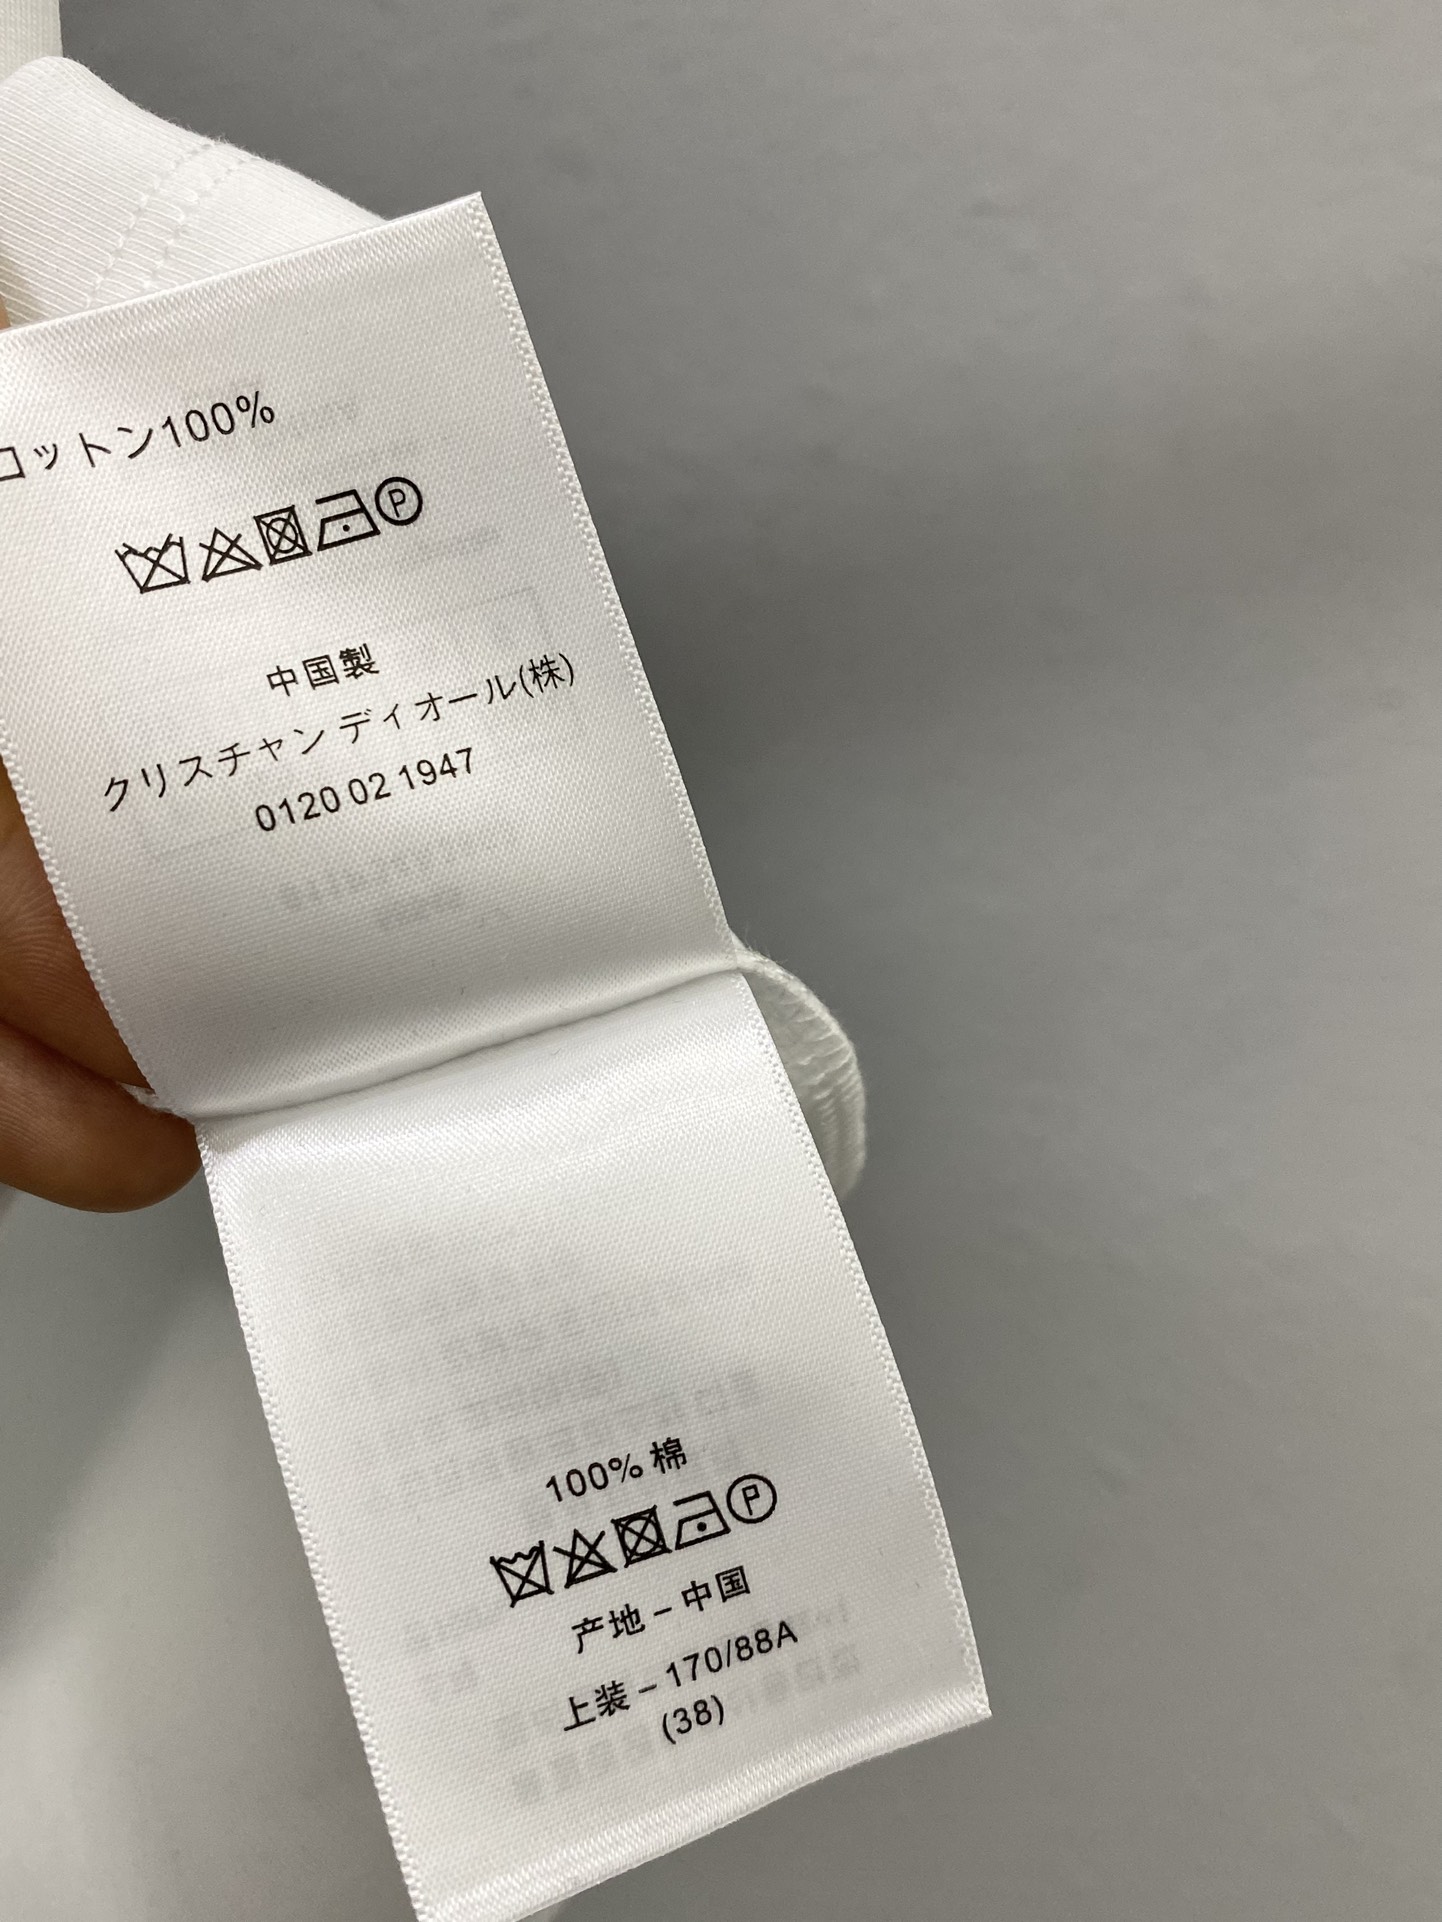 コットン100%
P
中国製
クリスチャン ディオール(株)
0120 02 1947
100% 棉
P
产地 – 中国
上装 – 170/88A
(38)